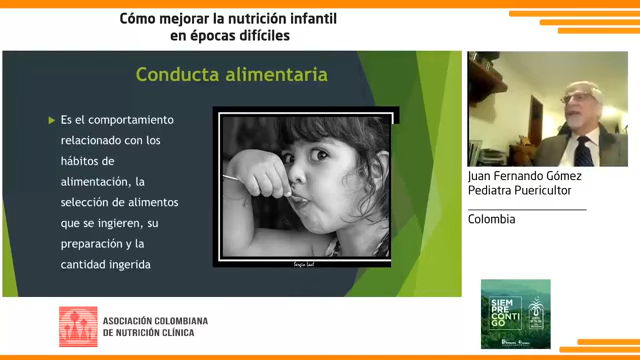 Cómo mejorar la nutrición infantil
en épocas difíciles
Conducta alimentaria
Es el comportamiento
relacionado con los
hábitos de
alimentación, la
selección de alimentos
que se ingieren, su
preparación y la
cantidad ingerida
Juan Fernando Gómez
Pediatra Puericultor
Colombia
SIEM
PRE
CONTI
GO
ASOCIACIÓN COLOMBIANA
DE NUTRICIÓN CLÍNICA